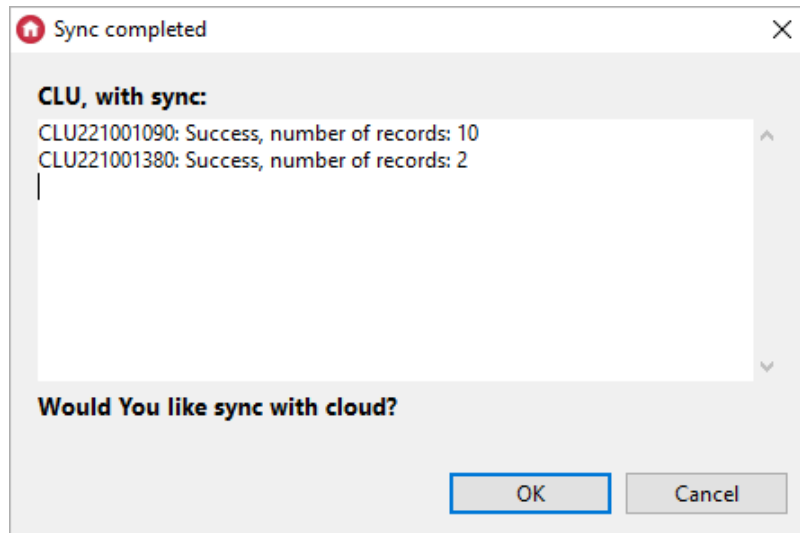 Sync completed
CLU, with sync:
CLU221001090: Success, number of records: 10
CLU221001380: Success, number of records: 2
Would You like sync with cloud?
OK
Cancel